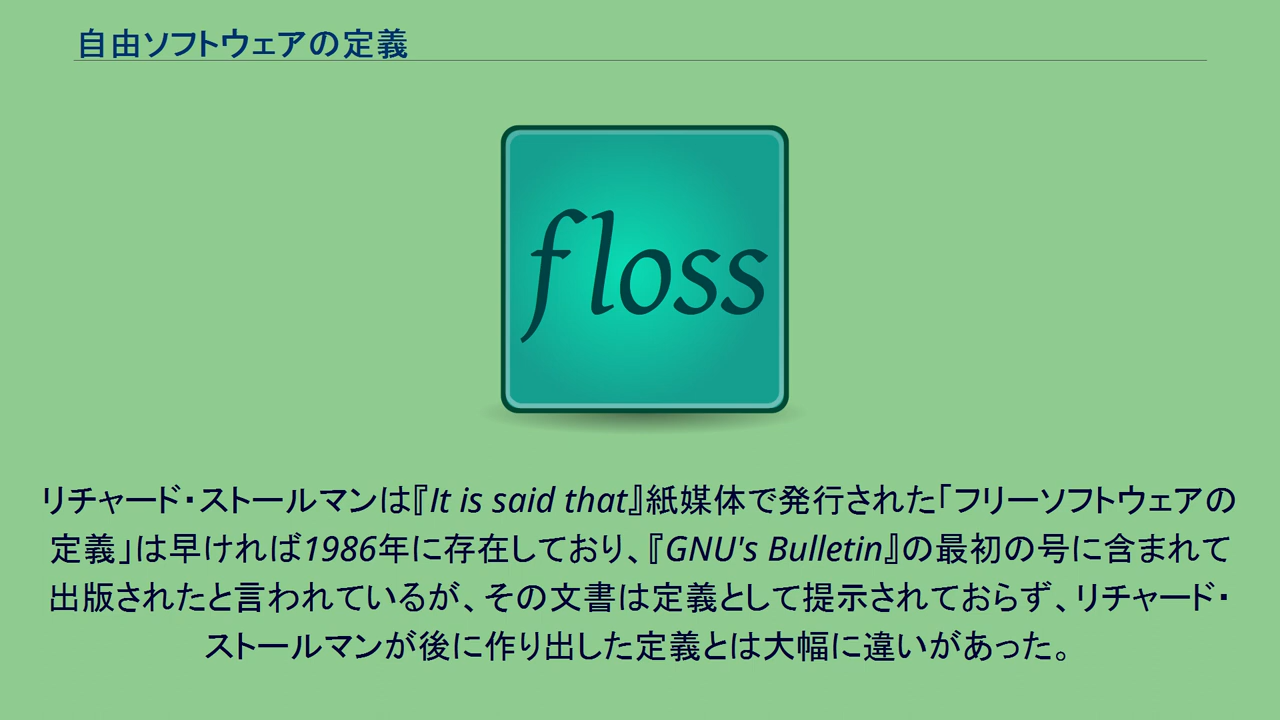 自由ソフトウェアの定義
floss
リチャード・ストールマンは『It is said that』紙媒体で発行された「フリーソフトウェアの
定義」は早ければ1986年に存在しており、『GNU's Bulletin』の最初の号に含まれて
出版されたと言われているが、その文書は定義として提示されておらず、リチャード・
ストールマンが後に作り出した定義とは大幅に違いがあった。